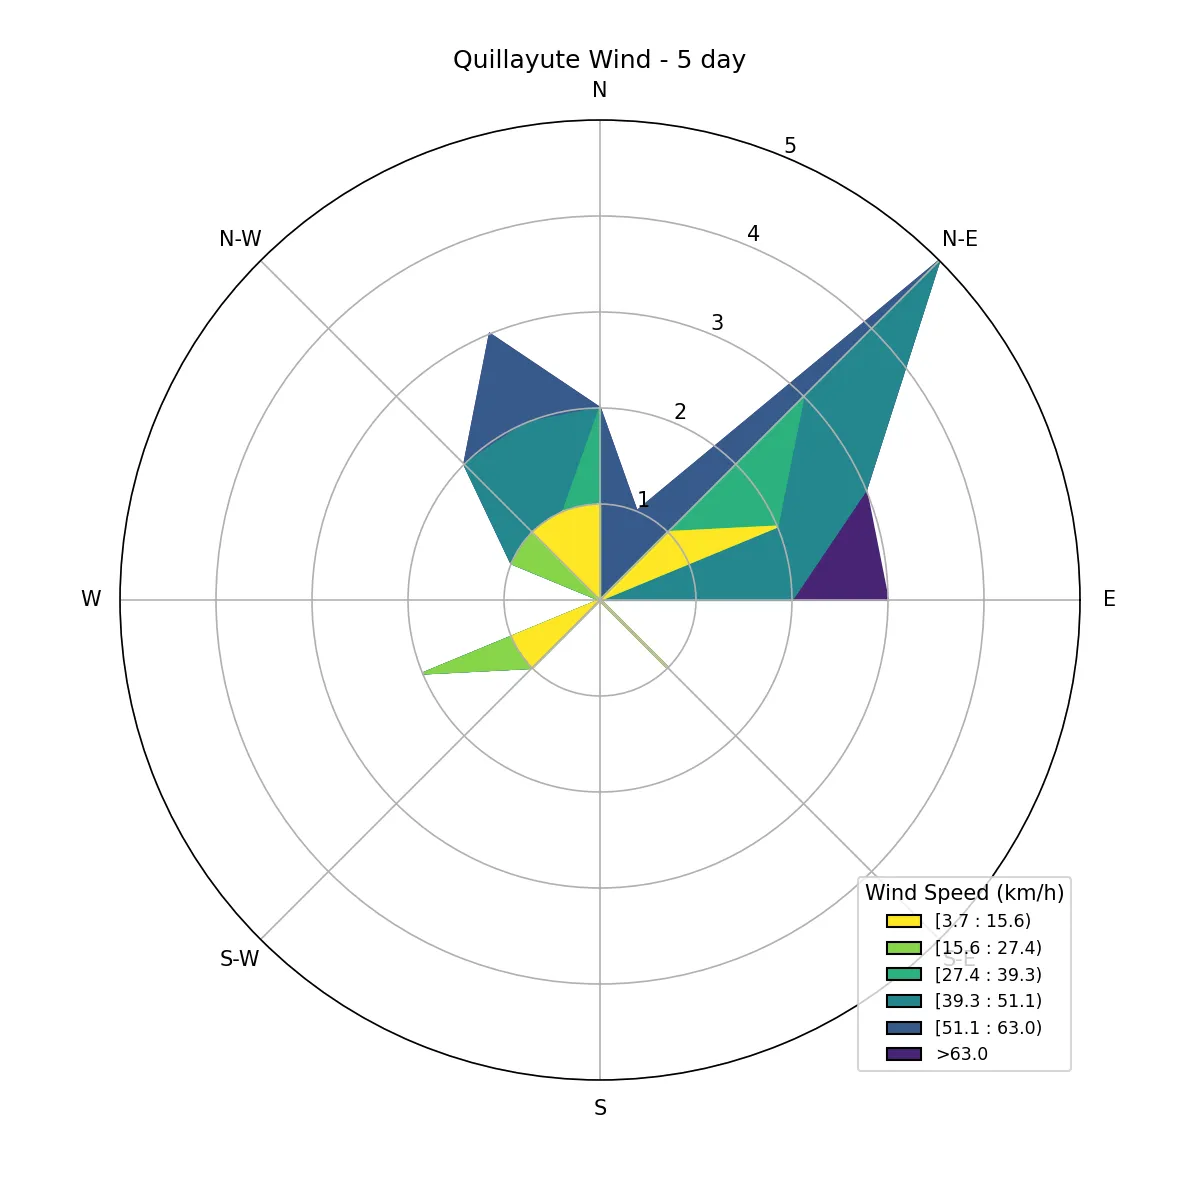 Quillayute Wind - 5 day
N
5
N-W
N-E
4
3
2
1
W
E
S-W
S-E
S
Wind Speed (km/h)
[3.7 : 15.6)
[15.6 : 27.4)
[27.4 : 39.3)
[39.3 : 51.1)
[51.1 : 63.0)
>63.0